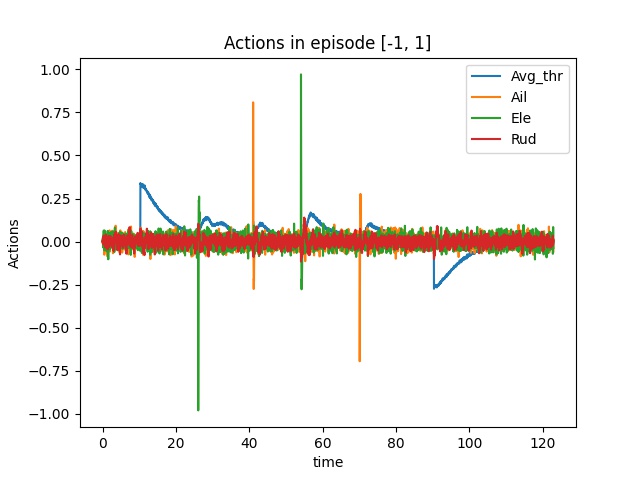 Actions in episode [-1, 1]
Avg_thr
Ail
Ele
Rud
1.00
0.75
0.50
0.25
0.00
−0.25
−0.50
−0.75
−1.00
Actions
0 20 40 60 80 100 120
time